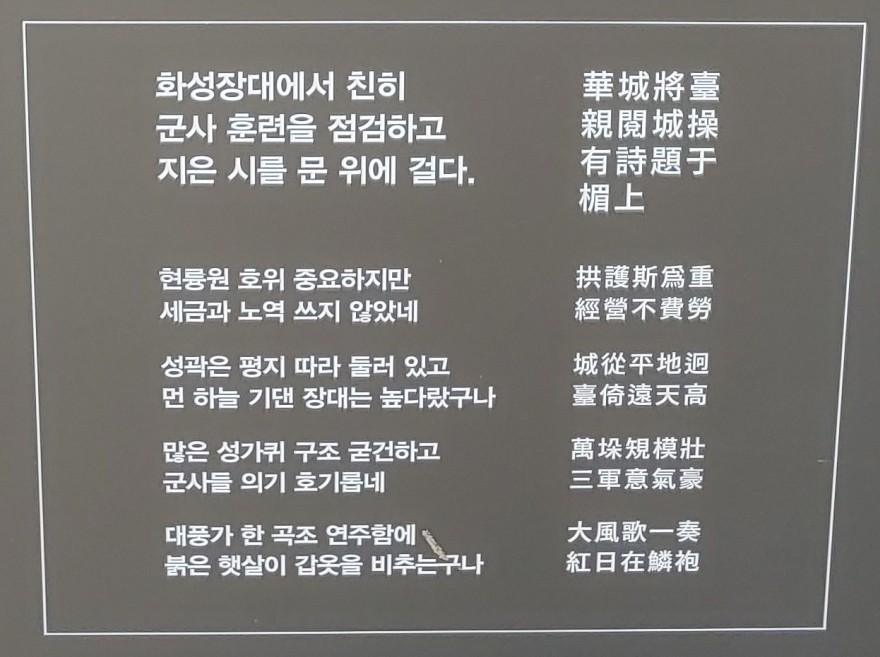 화성장대에서 친히
군사 훈련을 점검하고
지은 시를 문 위에 걸다.
華城將臺
親閱城操
有詩題于
楣上
현륭원 호위 중요하지만
세금과 노역 쓰지 않았네
성곽은 평지 따라 둘러 있고
먼 하늘 기댄 장대는 높다랐구나
많은 성가퀴 구조 굳건하고
군사들 의기 호기롭네
대풍가 한 곡조 연주함에
붉은 햇살이 갑옷을 비추는구나
拱護斯爲重
經營不費勞
城從平地迥
臺倚遠天高
萬垛規模壯
三軍意氣豪
大風歌一奏
紅日在鱗袍